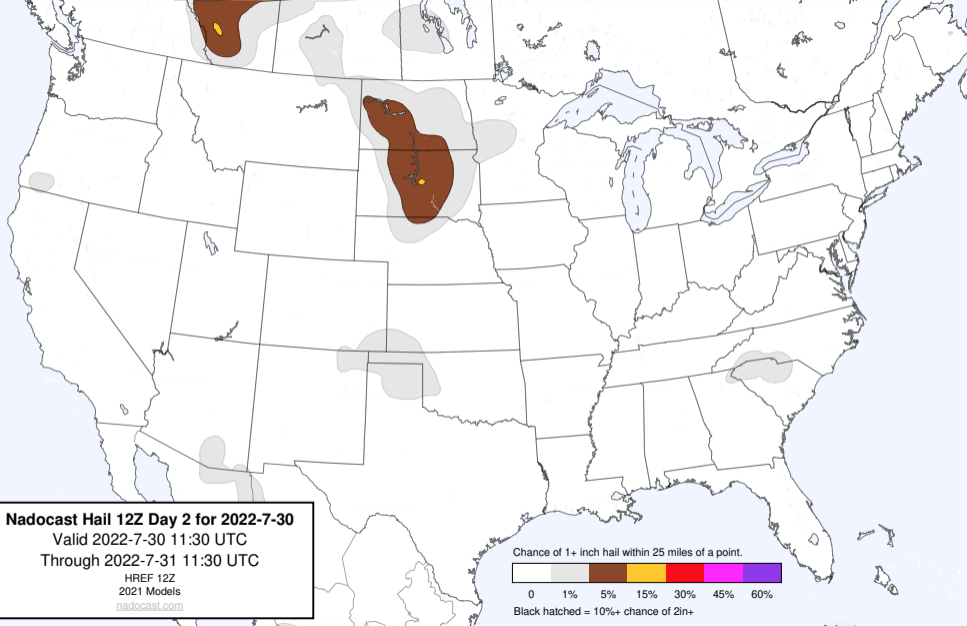 Nadocast Hail 12Z Day 2 for 2022-7-30
Valid 2022-7-30 11:30 UTC
Through 2022-7-31 11:30 UTC
HREF 12Z
2021 Models
nadocast.com
Chance of 1+ inch hail within 25 miles of a point.
0 1% 5% 15% 30% 45% 60%
Black hatched = 10%+ chance of 2in+